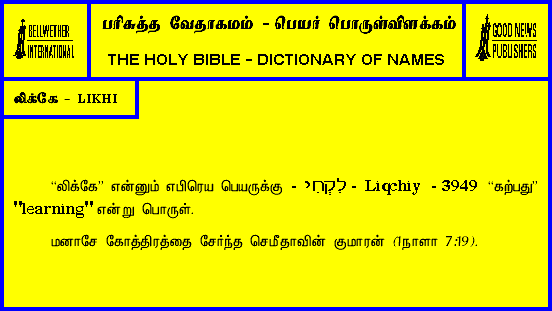 BELLWETHER
INTERNATIONAL
பரிசுத்த வேதாகமம் - பெயர் பொருள்விளக்கம்
THE HOLY BIBLE - DICTIONARY OF NAMES
GOOD NEWS
PUBLISHERS
லிக்கே - LIKHI
“லிக்கே” என்னும் எபிரெய பெயருக்கு - לִקְחִי - Liqchiy - 3949 “கற்பது”
"learning" என்று பொருள்.
மனாசே கோத்திரத்தை சேர்ந்த செமீதாவின் குமாரன் (1நாளா 7:19).